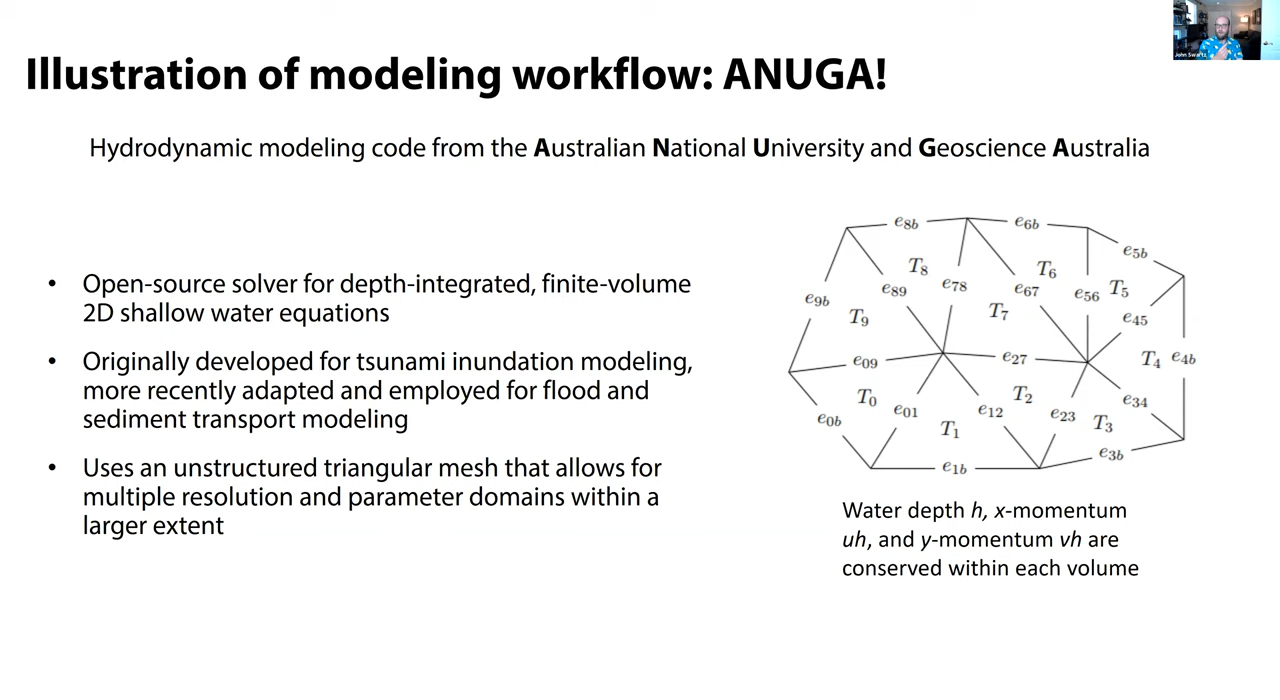 John Swartz
Illustration of modeling workflow: ANUGA!
Hydrodynamic modeling code from the Australian National University and Geoscience Australia
• Open-source solver for depth-integrated, finite-volume
2D shallow water equations
• Originally developed for tsunami inundation modeling,
more recently adapted and employed for flood and
sediment transport modeling
• Uses an unstructured triangular mesh that allows for
multiple resolution and parameter domains within a
larger extent
e8b
e6b
e5b
T8
T6
e9b
e89
e78
e67
e56
T5
T9
T7
e45
e09
e27
T4
e4b
T0
e01
e12
T2
e23
e34
e0b
T1
T3
e3b
e1b
Water depth h, x-momentum
uh, and y-momentum vh are
conserved within each volume